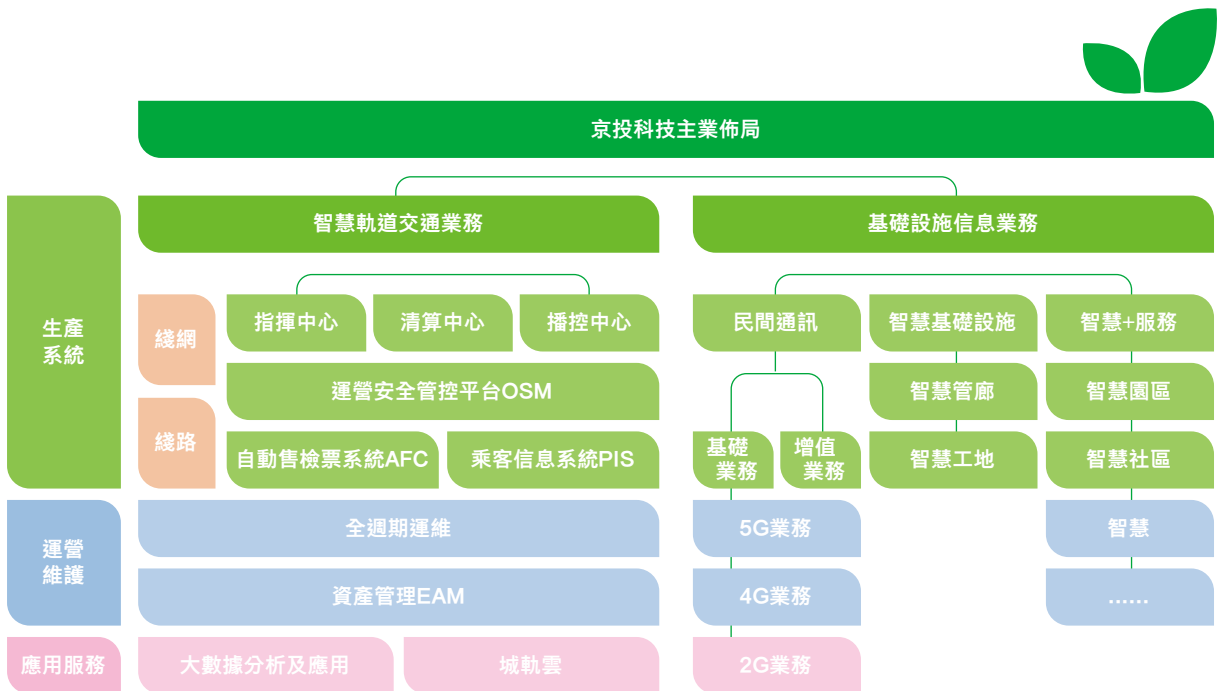 京投科技主業佈局
智慧軌道交通業務
基礎設施信息業務
生產
系統
綫網
指揮中心
清算中心
播控中心
民間通訊
智慧基礎設施
智慧+服務
運營安全管控平台OSM
智慧管廊
智慧園區
綫路
自動售檢票系統AFC
乘客信息系統PIS
基礎
業務
增值
業務
智慧工地
智慧社區
運營
維護
全週期運維
5G業務
智慧
資產管理EAM
4G業務
......
應用服務
大數據分析及應用
城軌雲
2G業務